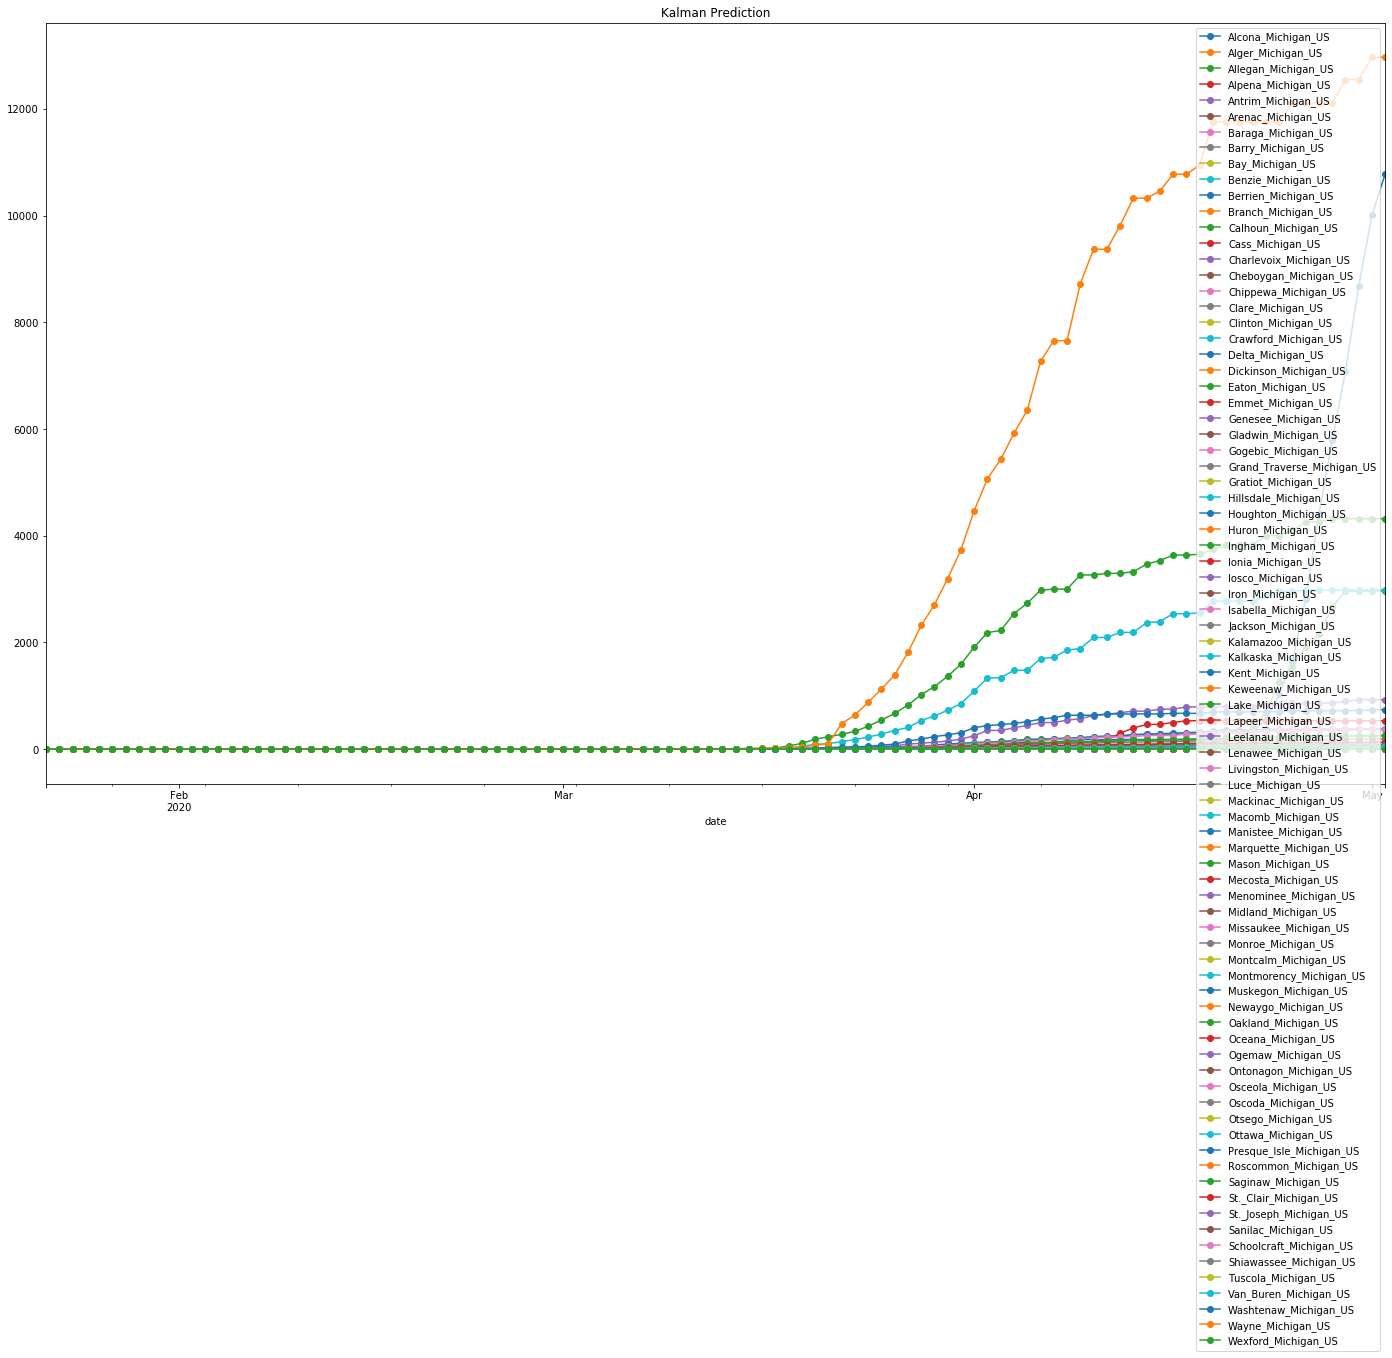 Kalman Prediction
12000
10000
8000
6000
4000
2000
0
Feb
2020
Mar
Apr
May
date
Alcona_Michigan_US
Alger_Michigan_US
Allegan_Michigan_US
Alpena_Michigan_US
Antrim_Michigan_US
Arenac_Michigan_US
Baraga_Michigan_US
Barry_Michigan_US
Bay_Michigan_US
Benzie_Michigan_US
Berrien_Michigan_US
Branch_Michigan_US
Calhoun_Michigan_US
Cass_Michigan_US
Charlevoix_Michigan_US
Cheboygan_Michigan_US
Chippewa_Michigan_US
Clare_Michigan_US
Clinton_Michigan_US
Crawford_Michigan_US
Delta_Michigan_US
Dickinson_Michigan_US
Eaton_Michigan_US
Emmet_Michigan_US
Genesee_Michigan_US
Gladwin_Michigan_US
Gogebic_Michigan_US
Grand_Traverse_Michigan_US
Gratiot_Michigan_US
Hillsdale_Michigan_US
Houghton_Michigan_US
Huron_Michigan_US
Ingham_Michigan_US
Ionia_Michigan_US
Iosco_Michigan_US
Iron_Michigan_US
Isabella_Michigan_US
Jackson_Michigan_US
Kalamazoo_Michigan_US
Kalkaska_Michigan_US
Kent_Michigan_US
Keweenaw_Michigan_US
Lake_Michigan_US
Lapeer_Michigan_US
Leelanau_Michigan_US
Lenawee_Michigan_US
Livingston_Michigan_US
Luce_Michigan_US
Mackinac_Michigan_US
Macomb_Michigan_US
Manistee_Michigan_US
Marquette_Michigan_US
Mason_Michigan_US
Mecosta_Michigan_US
Menominee_Michigan_US
Midland_Michigan_US
Missaukee_Michigan_US
Monroe_Michigan_US
Montcalm_Michigan_US
Montmorency_Michigan_US
Muskegon_Michigan_US
Newaygo_Michigan_US
Oakland_Michigan_US
Oceana_Michigan_US
Ogemaw_Michigan_US
Ontonagon_Michigan_US
Osceola_Michigan_US
Oscoda_Michigan_US
Otsego_Michigan_US
Ottawa_Michigan_US
Presque_Isle_Michigan_US
Roscommon_Michigan_US
Saginaw_Michigan_US
St._Clair_Michigan_US
St._Joseph_Michigan_US
Sanilac_Michigan_US
Schoolcraft_Michigan_US
Shiawassee_Michigan_US
Tuscola_Michigan_US
Van_Buren_Michigan_US
Washtenaw_Michigan_US
Wayne_Michigan_US
Wexford_Michigan_US